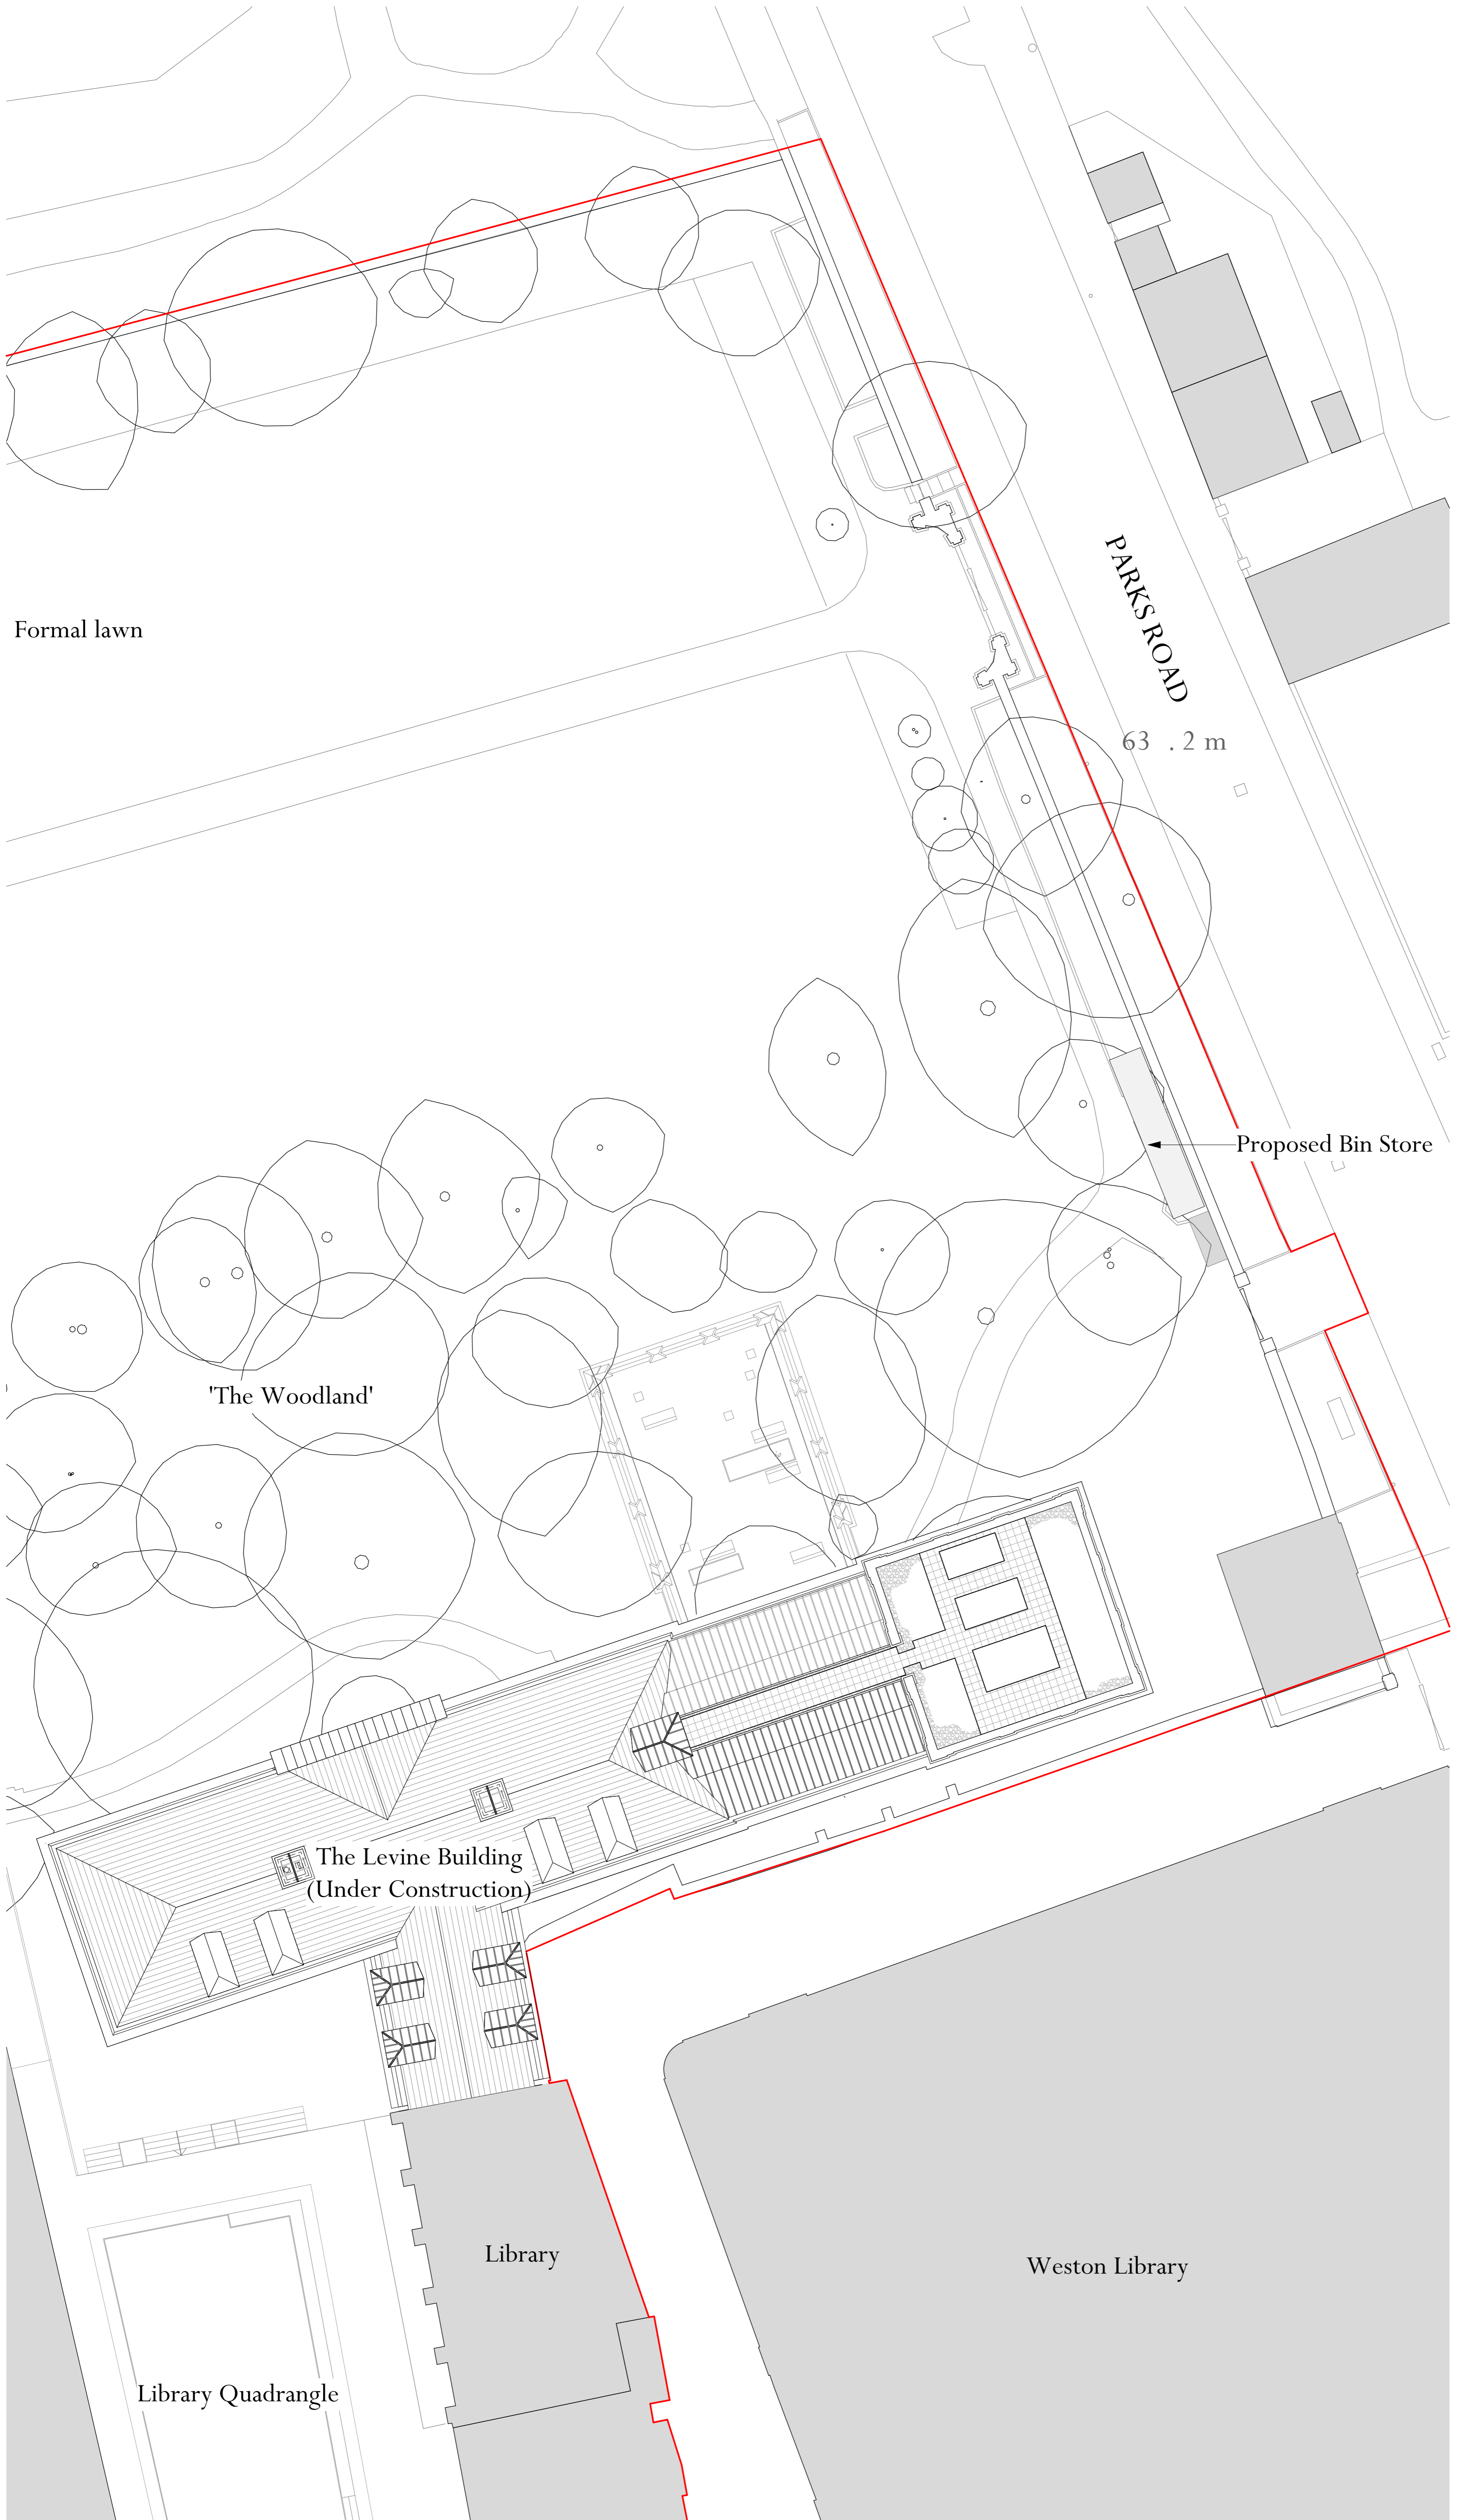 PARKS ROAD
Formal lawn
63 . 2 m
Proposed Bin Store
'The Woodland'
The Levine Building
(Under Construction)
Library
Weston Library
Library Quadrangle